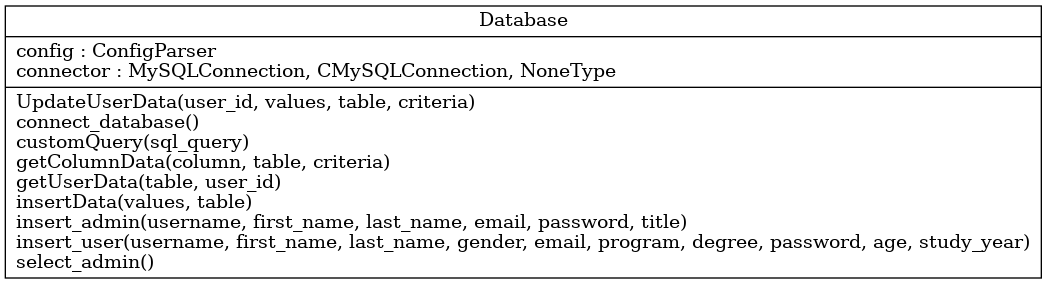 Database
config : ConfigParser
connector : MySQLConnection, CMySQLConnection, NoneType
UpdateUserData(user_id, values, table, criteria)
connect_database()
customQuery(sql_query)
getColumnData(column, table, criteria)
getUserData(table, user_id)
insertData(values, table)
insert_admin(username, first_name, last_name, email, password, title)
insert_user(username, first_name, last_name, gender, email, program, degree, password, age, study_year)
select_admin()